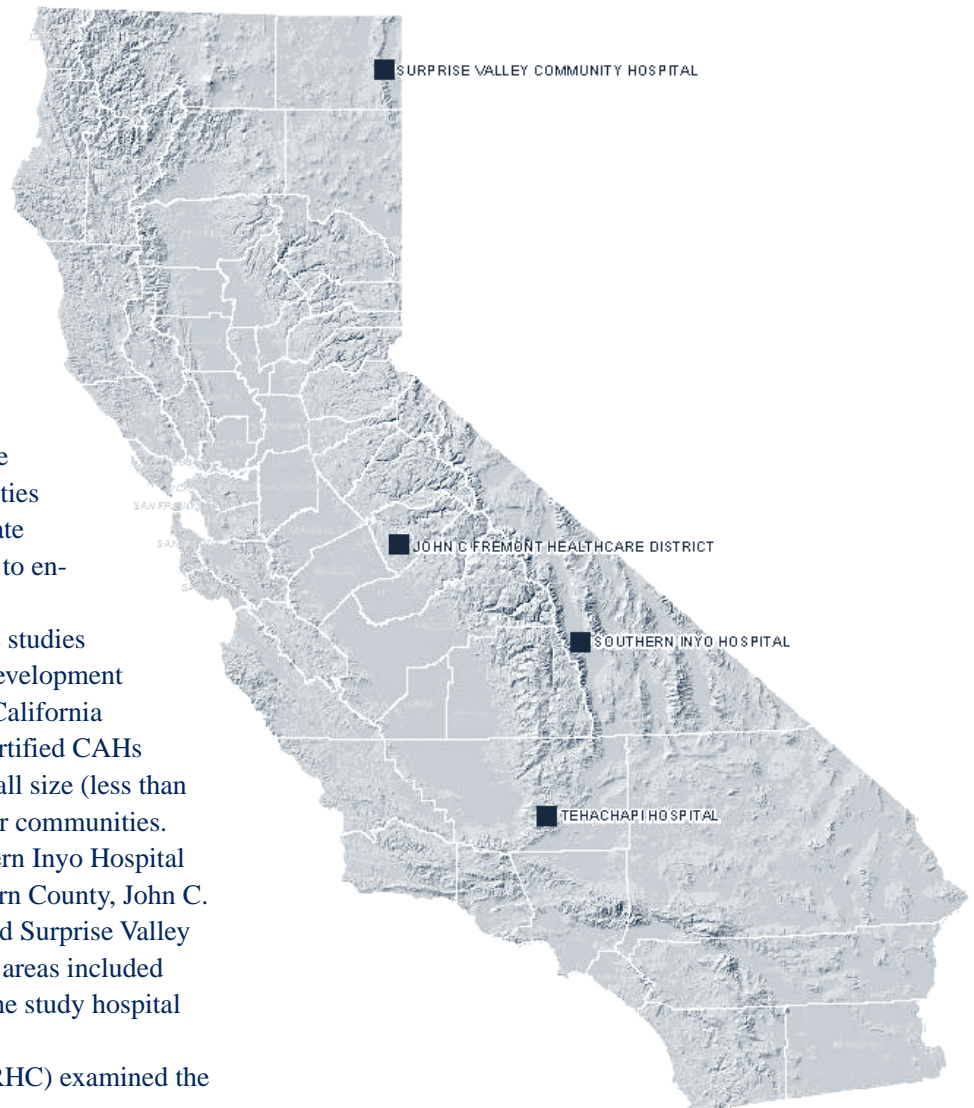 SURPRISE VALLEY COMMUNITY HOSPITAL
JOHN C FREMONT HEALTHCARE DISTRICT
SOUTHERN INYO HOSPITAL
TEHACHAPI HOSPITAL
e
ties
ate
to en-
studies
evelopment
California
rtified CAHs
all size (less than
r communities.
ern Inyo Hospital
rn County, John C.
d Surprise Valley
areas included
ne study hospital
RHC) examined the